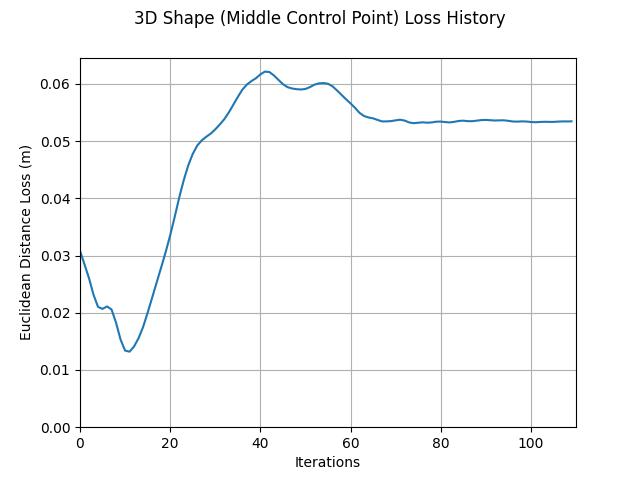 3D Shape (Middle Control Point) Loss History
Euclidean Distance Loss (m)
0.06
0.05
0.04
0.03
0.02
0.01
0.00
0 20 40 60 80 100
Iterations